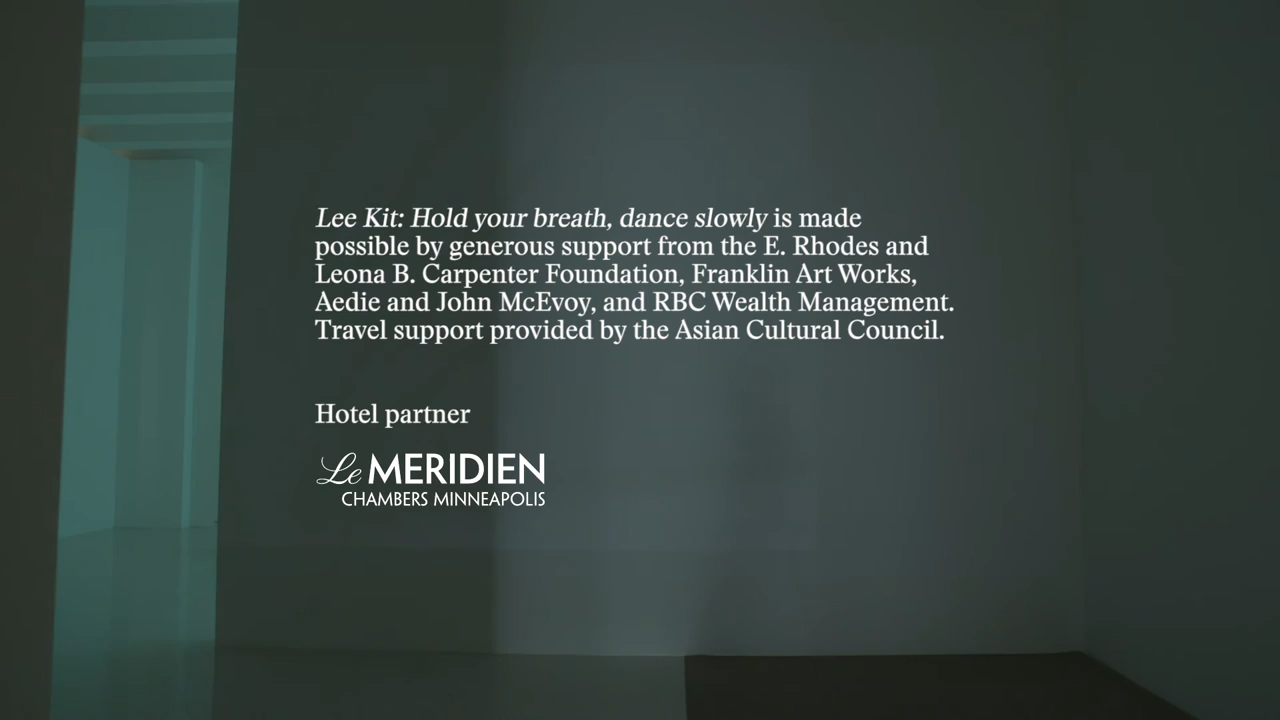 Lee Kit: Hold your breath, dance slowly is made
possible by generous support from the E. Rhodes and
Leona B. Carpenter Foundation, Franklin Art Works,
Aedie and John McEvoy, and RBC Wealth Management.
Travel support provided by the Asian Cultural Council.
Hotel partner
Le MERIDIEN
CHAMBERS MINNEAPOLIS